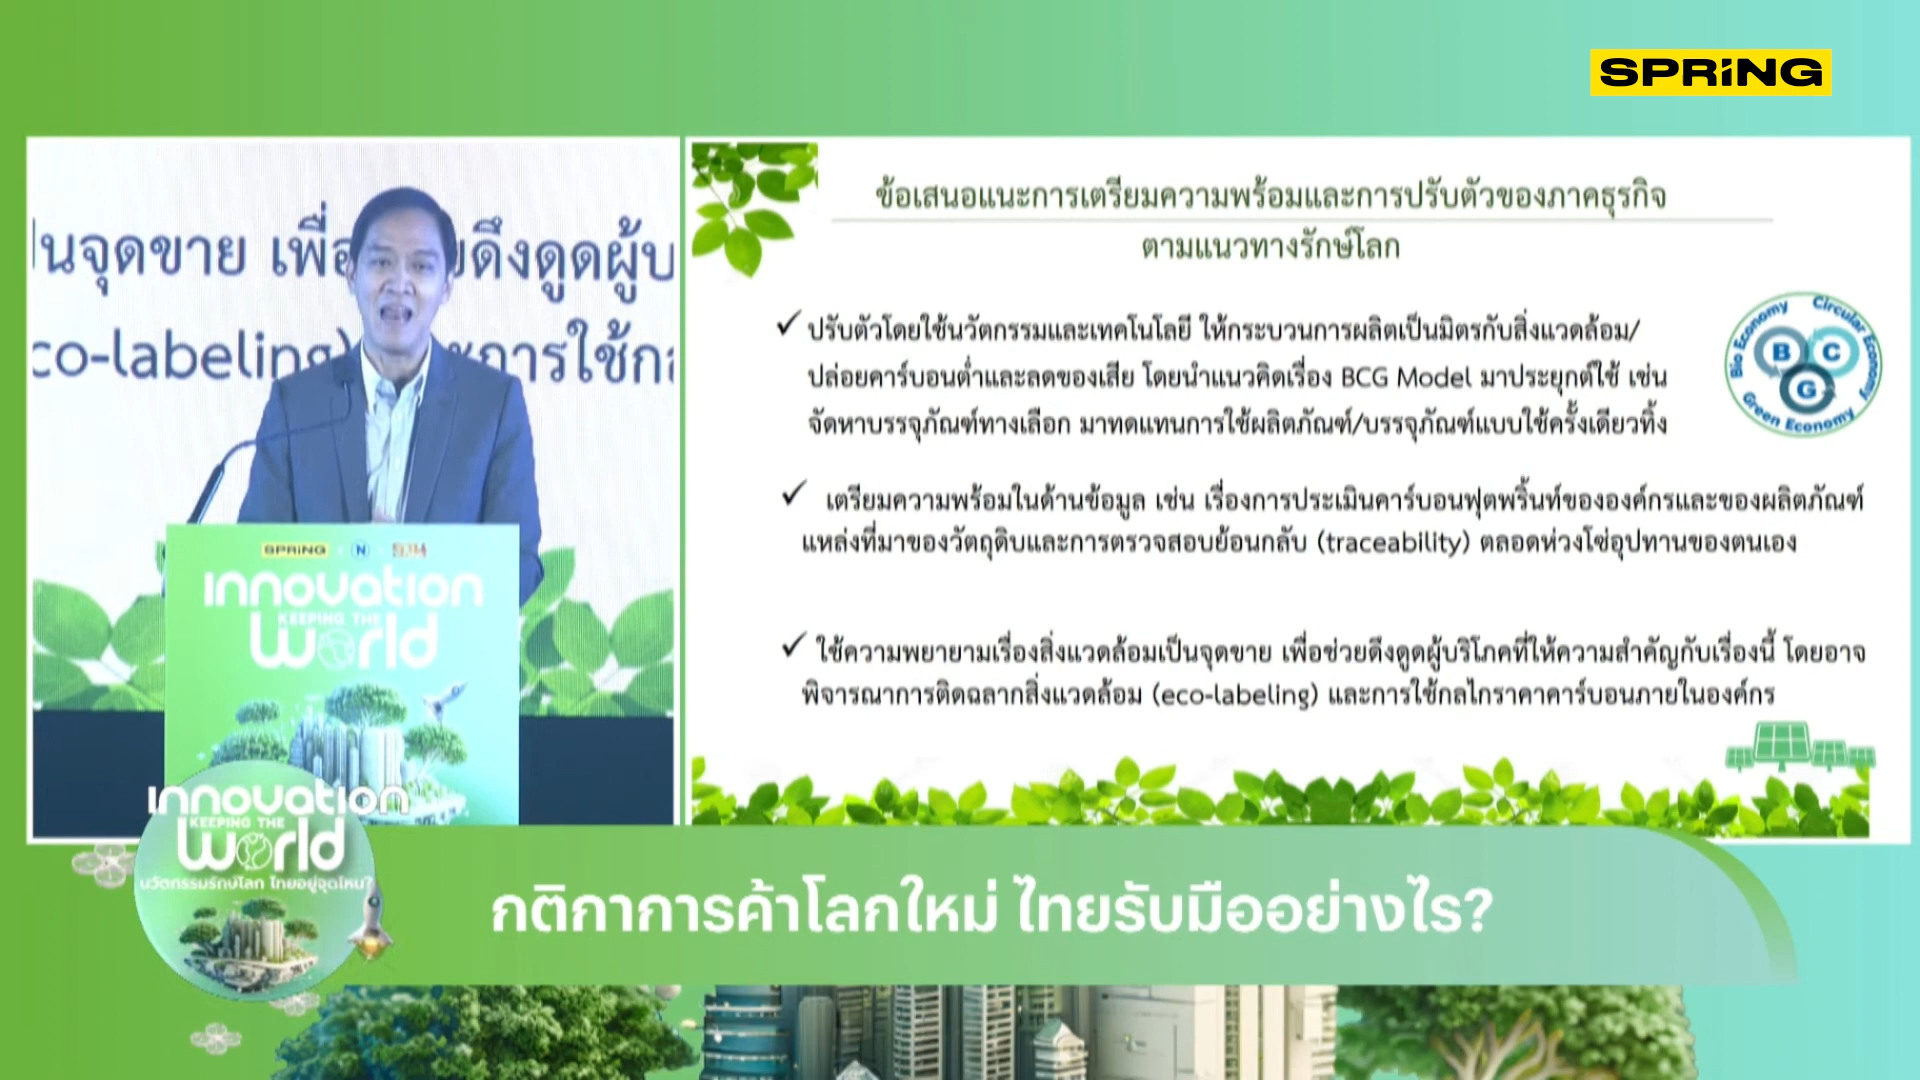 SPRiNG
ข้อเสนอแนะการเตรียมความพร้อมและการปรับตัวของภาคธุรกิจ
ตามแนวทางรักษ์โลก
✓ ปรับตัวโดยใช้นวัตกรรมและเทคโนโลยี ให้กระบวนการผลิตเป็นมิตรกับสิ่งแวดล้อม/
ปล่อยคาร์บอนต่ำและลดของเสีย โดยนำแนวคิดเรื่อง BCG Model มาประยุกต์ใช้ เช่น
จัดหาบรรจุภัณฑ์ทางเลือก มาทดแทนการใช้ผลิตภัณฑ์/บรรจุภัณฑ์แบบใช้ครั้งเดียวทิ้ง
Bio Economy
Circular Economy
Green Economy
B C
G
✓ เตรียมความพร้อมในด้านข้อมูล เช่น เรื่องการประเมินคาร์บอนฟุตพริ้นท์ขององค์กรและของผลิตภัณฑ์
แหล่งที่มาของวัตถุดิบและการตรวจสอบย้อนกลับ (traceability) ตลอดห่วงโซ่อุปทานของตนเอง
✓ ใช้ความพยายามเรื่องสิ่งแวดล้อมเป็นจุดขาย เพื่อช่วยดึงดูดผู้บริโภคที่ให้ความสำคัญกับเรื่องนี้ โดยอาจ
พิจารณาการติดฉลากสิ่งแวดล้อม (eco-labeling) และการใช้กลไกราคาคาร์บอนภายในองค์กร
นจุดขาย เพื่อ ดึงดูดผู้บ
co-labeling) ะการใช้กล
SPRiNG N
innovation
KEEPING THE
World
innovation
KEEPING THE
World
นวัตกรรมรักษ์โลก ไทยอยู่จุดไหน?
กติกาการค้าโลกใหม่ ไทยรับมืออย่างไร?